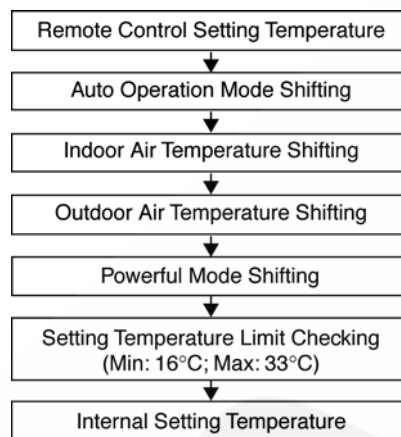 Remote Control Setting Temperature
Auto Operation Mode Shifting
Indoor Air Temperature Shifting
Outdoor Air Temperature Shifting
Powerful Mode Shifting
Setting Temperature Limit Checking
(Min: 16°C; Max: 33°C)
Internal Setting Temperature